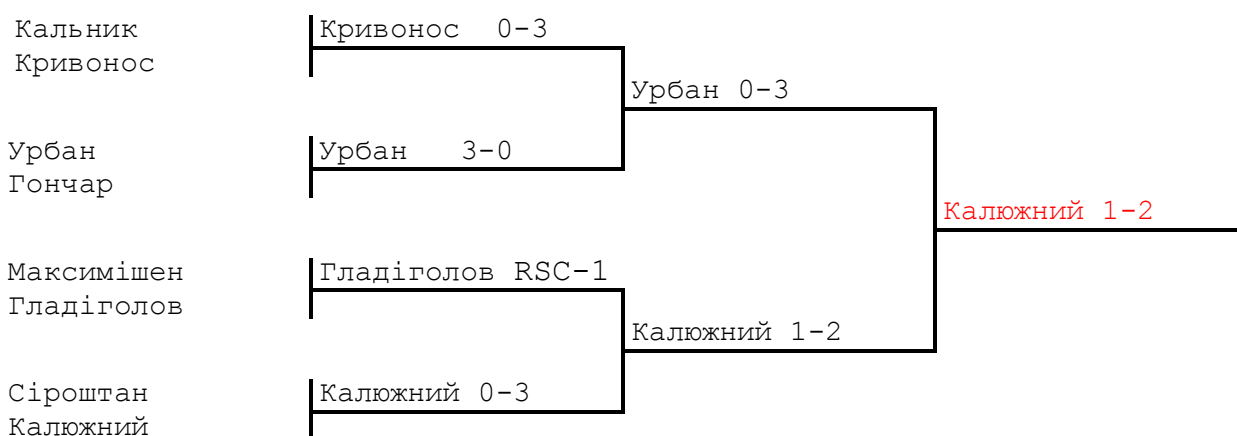 Кальник
Кривонос
Кривонос 0-3
Урбан 0-3
Урбан
Гончар
Урбан 3-0
Калюжний 1-2
Максимішен
Гладіголов
Гладіголов RSC-1
Калюжний 1-2
Сіроштан
Калюжний
Калюжний 0-3